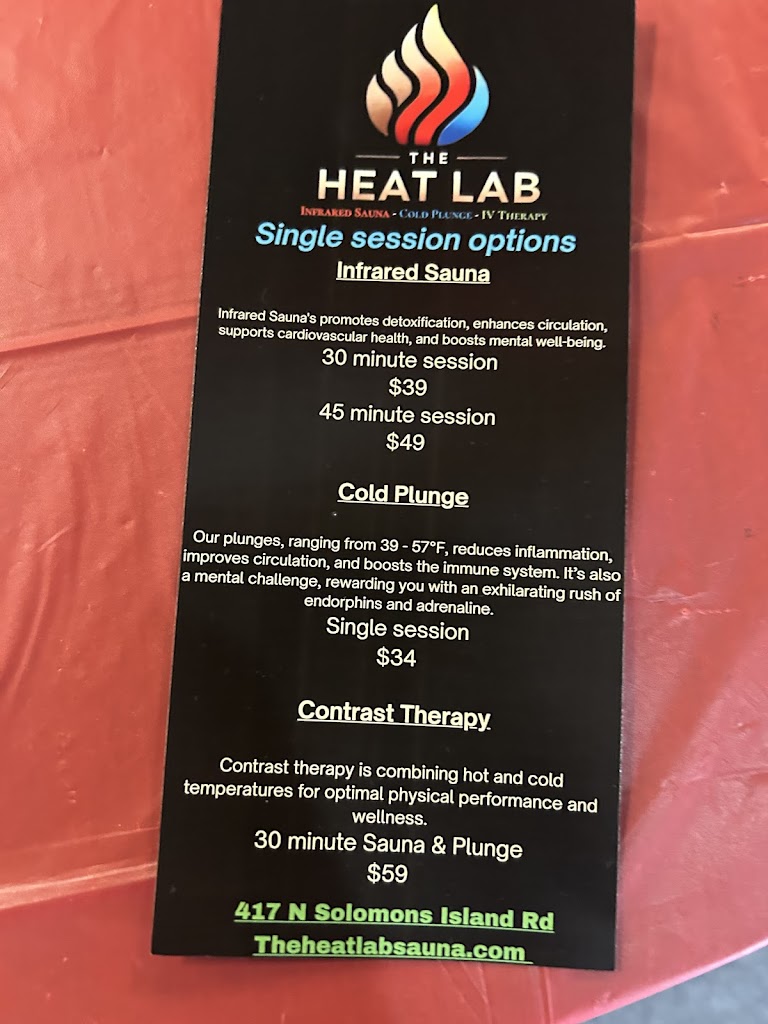 THE
HEAT LAB
INFRARED SAUNA - COLD PLUNGE - IV THERAPY
Single session options
Infrared Sauna
Infrared Sauna's promotes detoxification, enhances circulation,
supports cardiovascular health, and boosts mental well-being.
30 minute session
$39
45 minute session
$49
Cold Plunge
Our plunges, ranging from 39 - 57°F, reduces inflammation,
improves circulation, and boosts the immune system. It's also
a mental challenge, rewarding you with an exhilarating rush of
endorphins and adrenaline.
Single session
$34
Contrast Therapy
Contrast therapy is combining hot and cold
temperatures for optimal physical performance and
wellness.
30 minute Sauna & Plunge
$59
417 N Solomons Island Rd
Theheatlabsauna.com